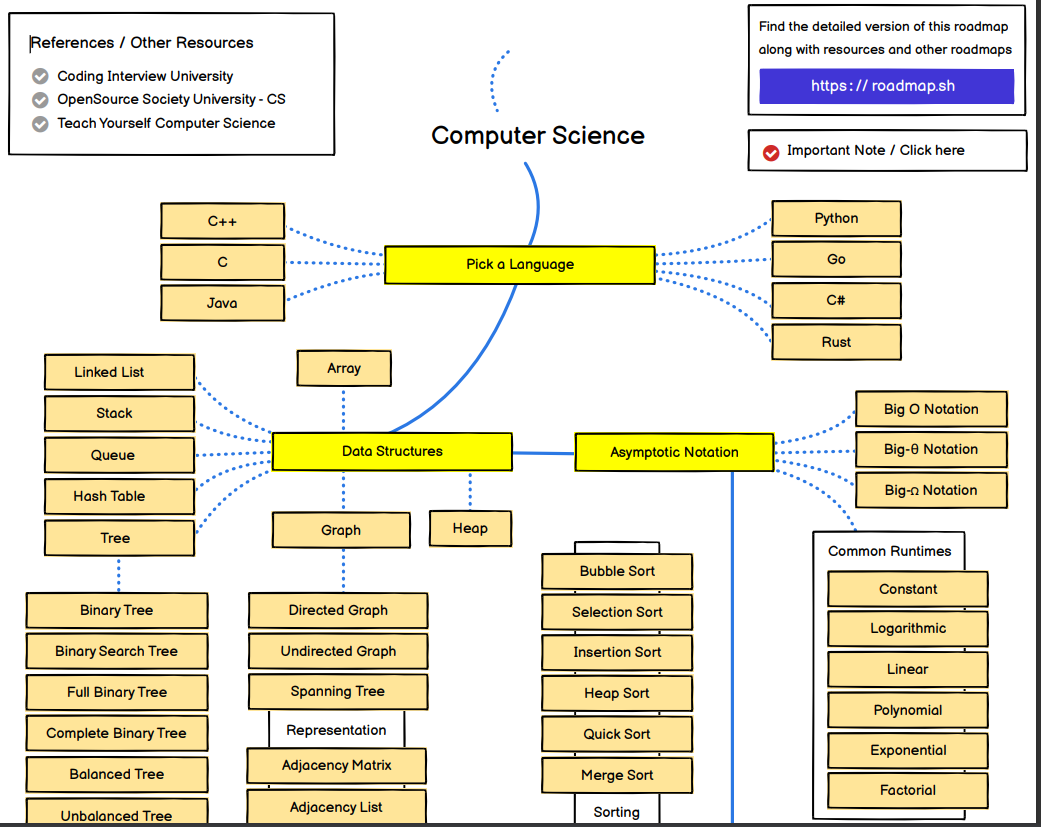 References / Other Resources
Coding Interview University
OpenSource Society University - CS
Teach Yourself Computer Science
Find the detailed version of this roadmap
along with resources and other roadmaps
https://roadmap.sh
Important Note / Click here
Computer Science
C++
C
Java
Pick a Language
Python
Go
C#
Rust
Linked List
Stack
Queue
Hash Table
Tree
Array
Data Structures
Graph
Heap
Asymptotic Notation
Big O Notation
Big-θ Notation
Big-Ω Notation
Common Runtimes
Constant
Logarithmic
Linear
Polynomial
Exponential
Factorial
Binary Tree
Binary Search Tree
Full Binary Tree
Complete Binary Tree
Balanced Tree
Unbalanced Tree
Directed Graph
Undirected Graph
Spanning Tree
Representation
Adjacency Matrix
Adjacency List
Bubble Sort
Selection Sort
Insertion Sort
Heap Sort
Quick Sort
Merge Sort
Sorting